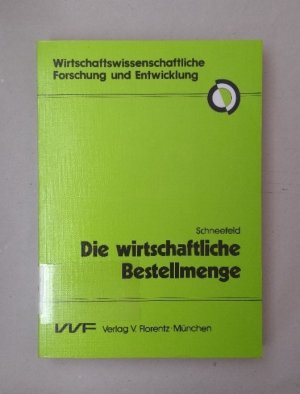 Wirtschaftswissenschaftliche
Forschung und Entwicklung
Schneefeld
Die wirtschaftliche
Bestellmenge
VVF Verlag V. Florentz · München